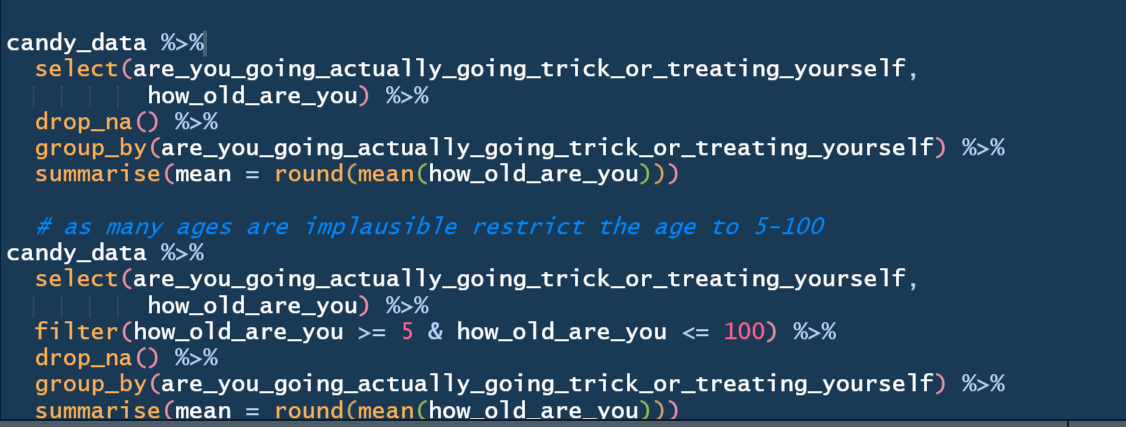 candy_data %>%
  select(are_you_going_actually_going_trick_or_treating_yourself,
         how_old_are_you) %>%
  drop_na() %>%
  group_by(are_you_going_actually_going_trick_or_treating_yourself) %>%
  summarise(mean = round(mean(how_old_are_you)))
  # as many ages are implausible restrict the age to 5-100
candy_data %>%
  select(are_you_going_actually_going_trick_or_treating_yourself,
         how_old_are_you) %>%
  filter(how_old_are_you >= 5 & how_old_are_you <= 100) %>%
  drop_na() %>%
  group_by(are_you_going_actually_going_trick_or_treating_yourself) %>%
  summarise(mean = round(mean(how_old_are_you)))